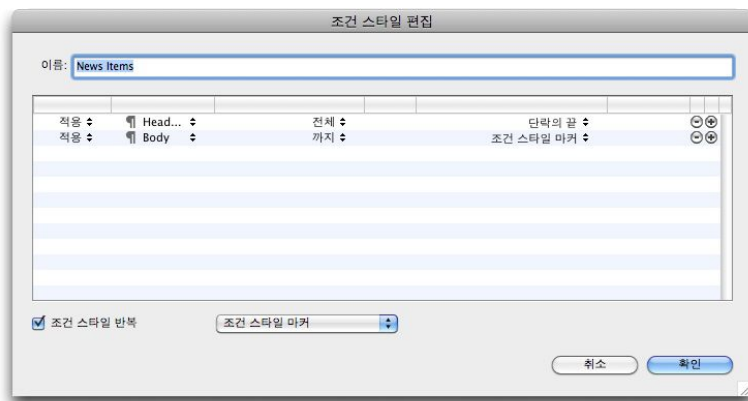 조건 스타일 편집
이름: News Items
적용 ¶ Head... 전체 단락의 끝
적용 ¶ Body 까지 조건 스타일 마커
조건 스타일 반복 조건 스타일 마커
취소 확인